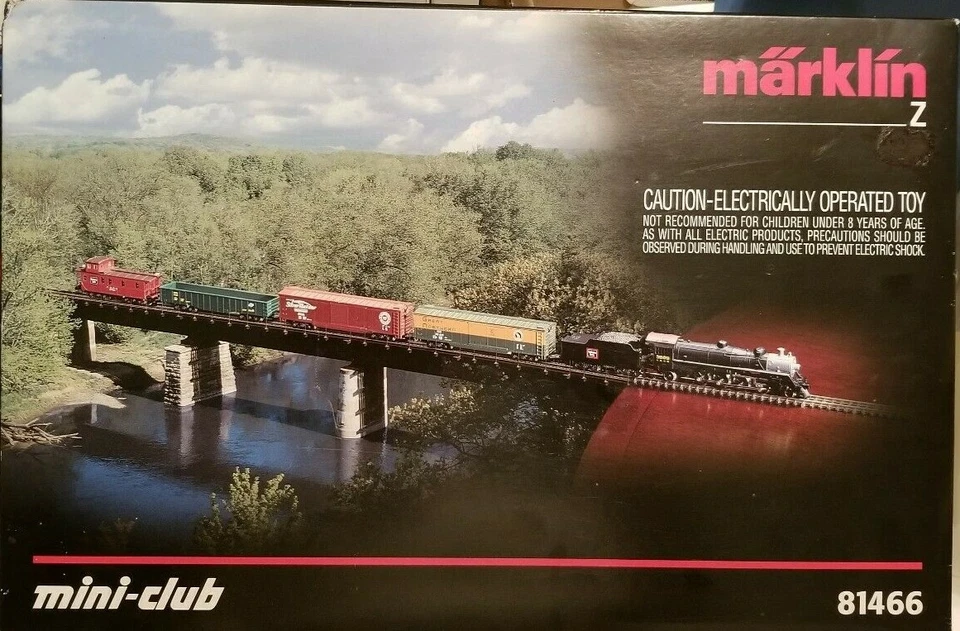 märklín
Z
CAUTION-ELECTRICALLY OPERATED TOY
NOT RECOMMENDED FOR CHILDREN UNDER 8 YEARS OF AGE.
AS WITH ALL ELECTRIC PRODUCTS, PRECAUTIONS SHOULD BE
OBSERVED DURING HANDLING AND USE TO PREVENT ELECTRIC SHOCK.
mini-club
81466